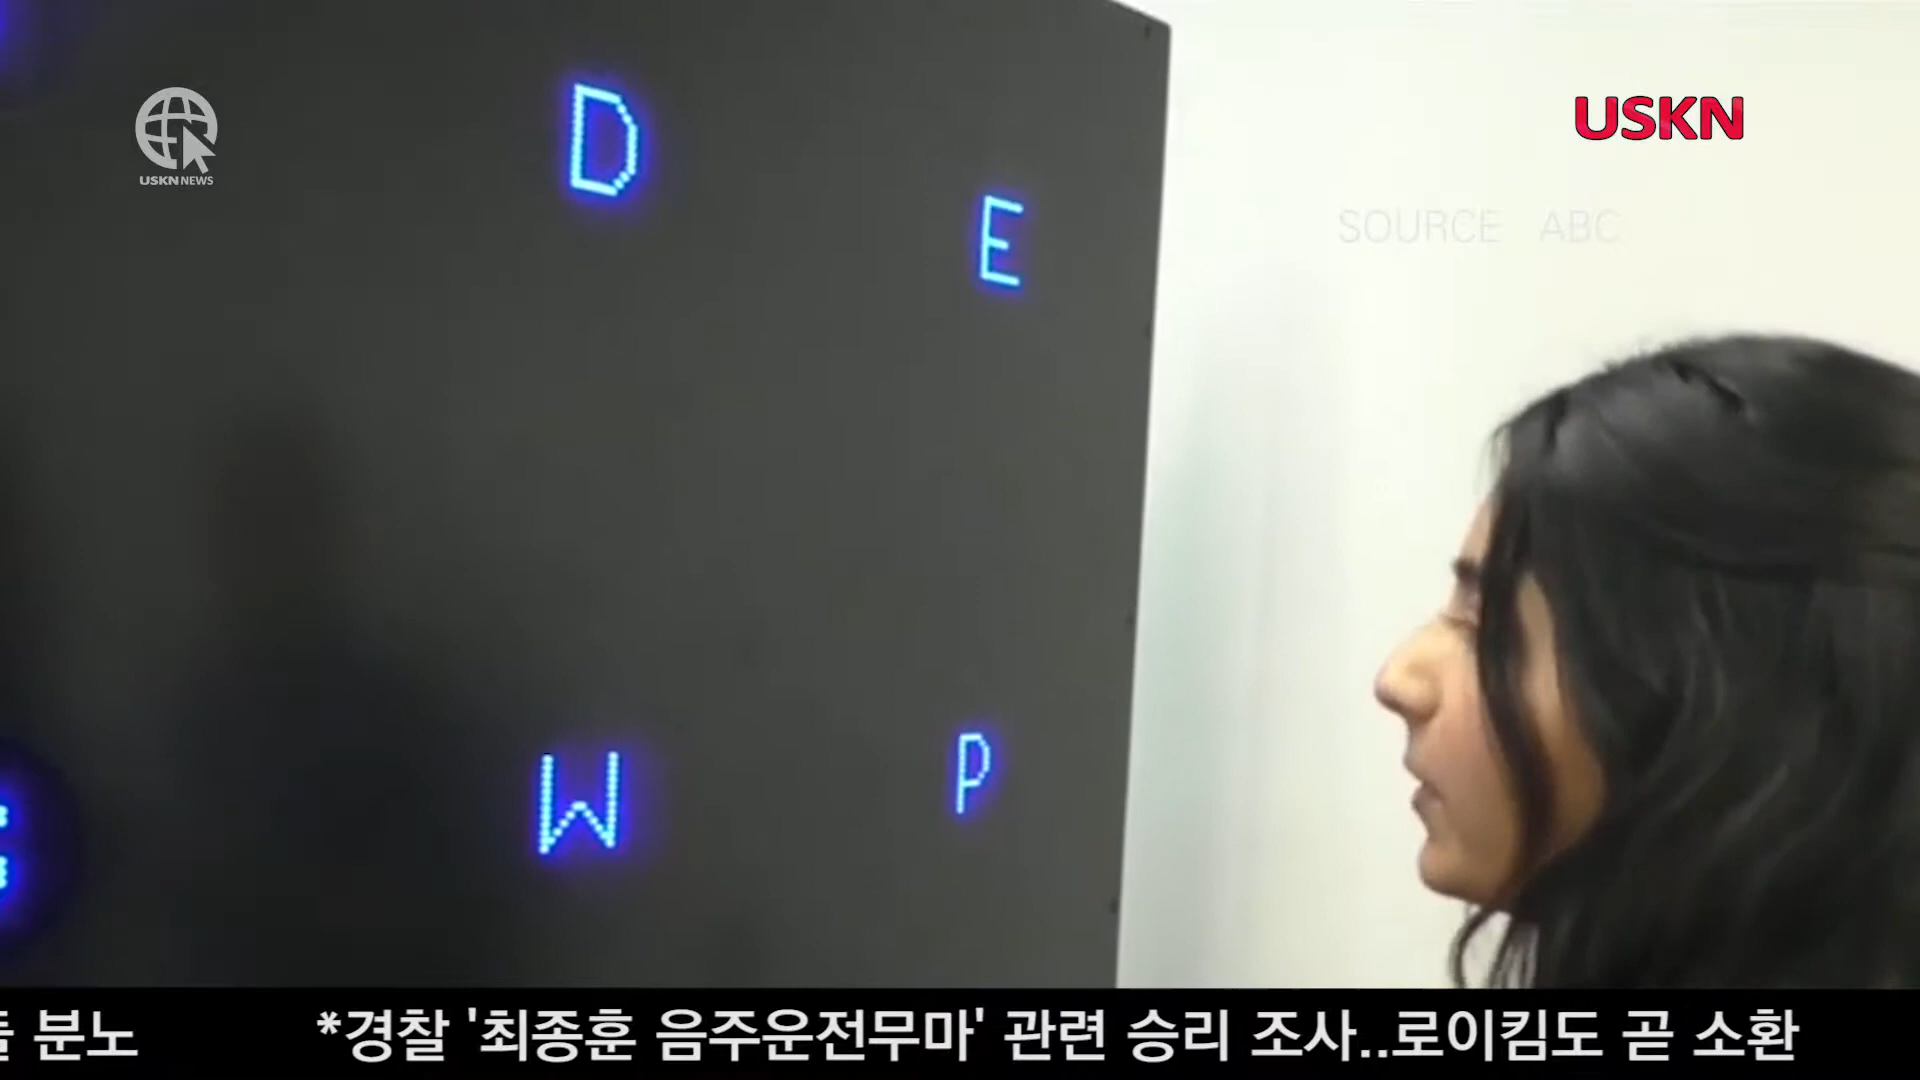 D
USKN
USKN NEWS
E
SOURCE ABC
W
P
분노 *경찰 '최종훈 음주운전무마' 관련 승리 조사..로이킴도 곧 소환